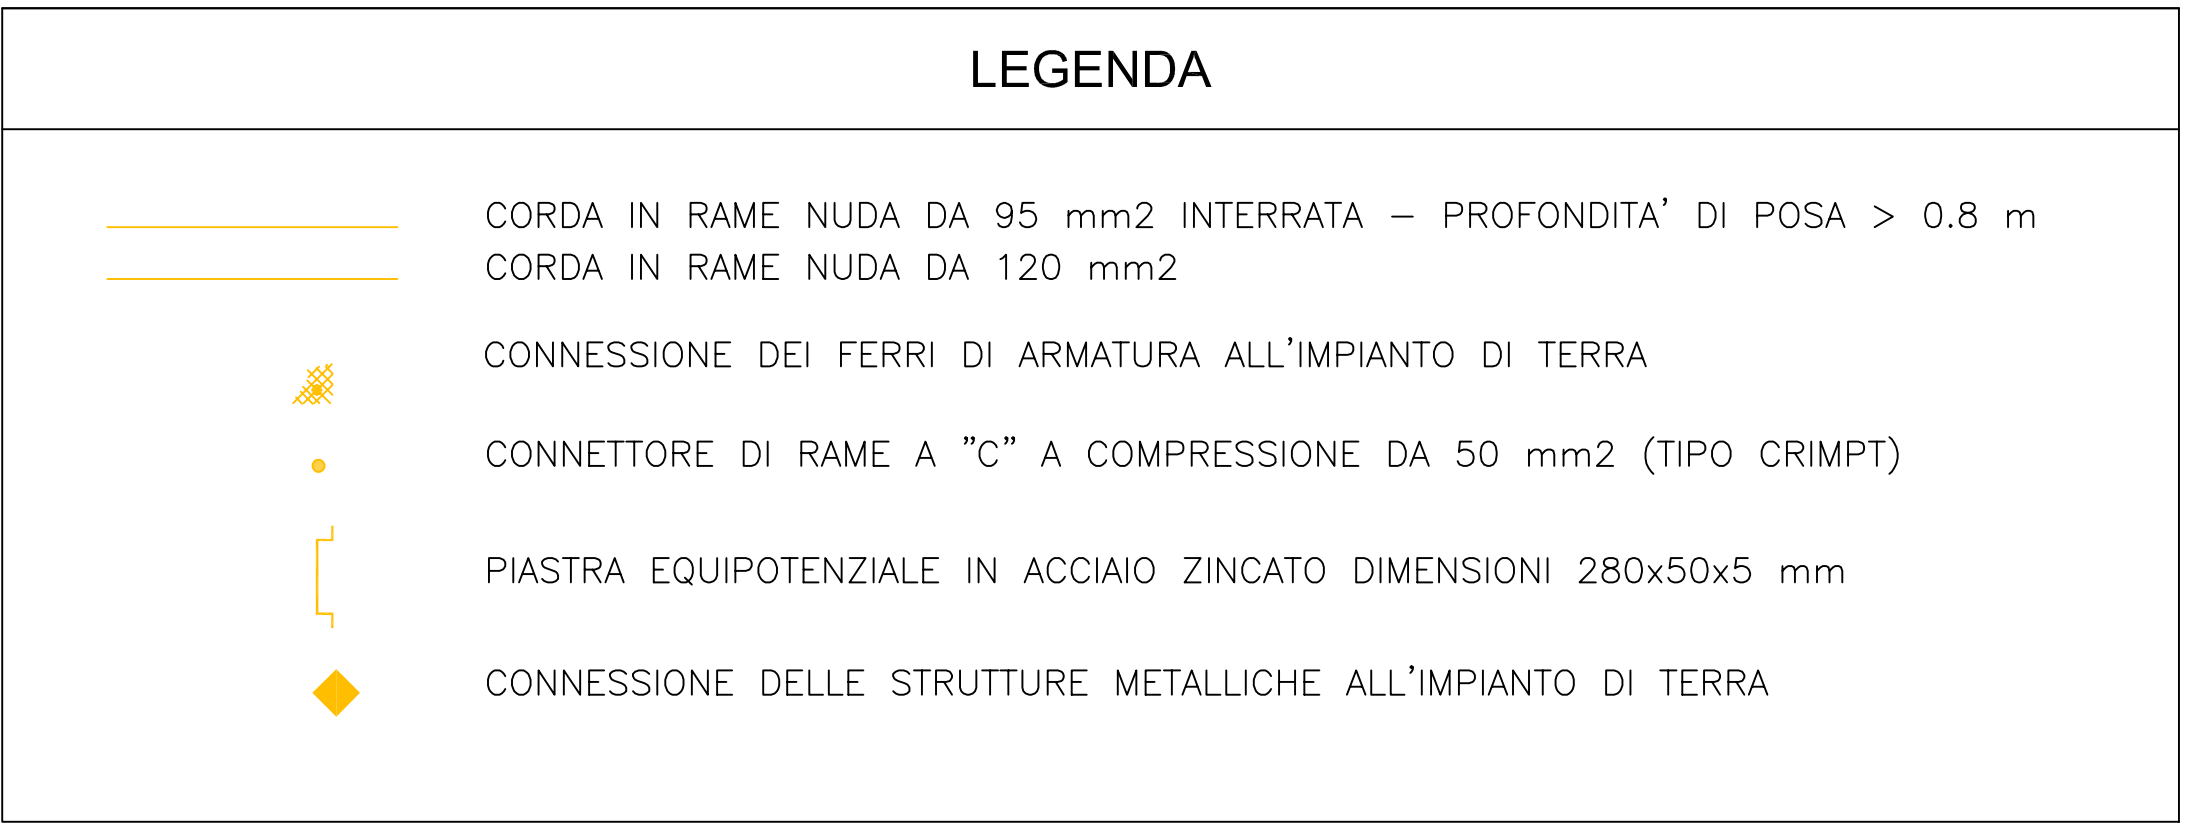 LEGENDA
CORDA IN RAME NUDA DA 95 mm2 INTERRATA – PROFONDITA' DI POSA > 0.8 m
CORDA IN RAME NUDA DA 120 mm2
CONNESSIONE DEI FERRI DI ARMATURA ALL'IMPIANTO DI TERRA
CONNETTORE DI RAME A "C" A COMPRESSIONE DA 50 mm2 (TIPO CRIMPT)
PIASTRA EQUIPOTENZIALE IN ACCIAIO ZINCATO DIMENSIONI 280x50x5 mm
CONNESSIONE DELLE STRUTTURE METALLICHE ALL'IMPIANTO DI TERRA